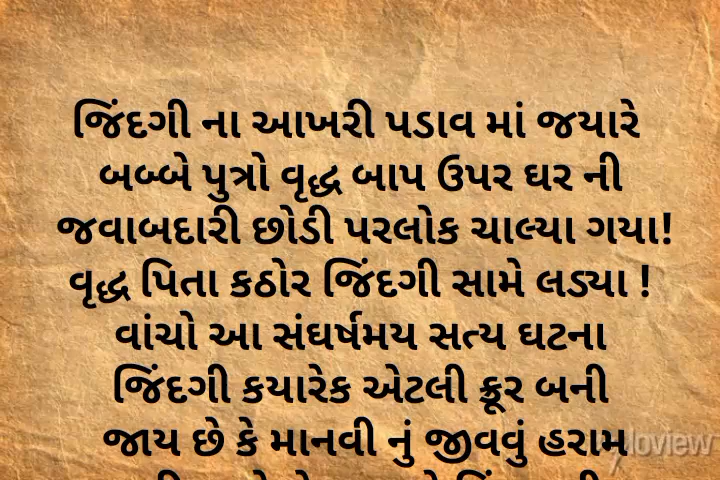 જિંદગી ના આખરી પડાવ માં જયારે
બબ્બે પુત્રો વૃદ્ધ બાપ ઉપર ઘર ની
જવાબદારી છોડી પરલોક ચાલ્યા ગયા!
વૃદ્ધ પિતા કઠોર જિંદગી સામે લડ્યા !
વાંચો આ સંઘર્ષમય સત્ય ઘટના
જિંદગી કયારેક એટલી ક્રૂર બની
જાય છે કે માનવી નું જીવવું હરામ